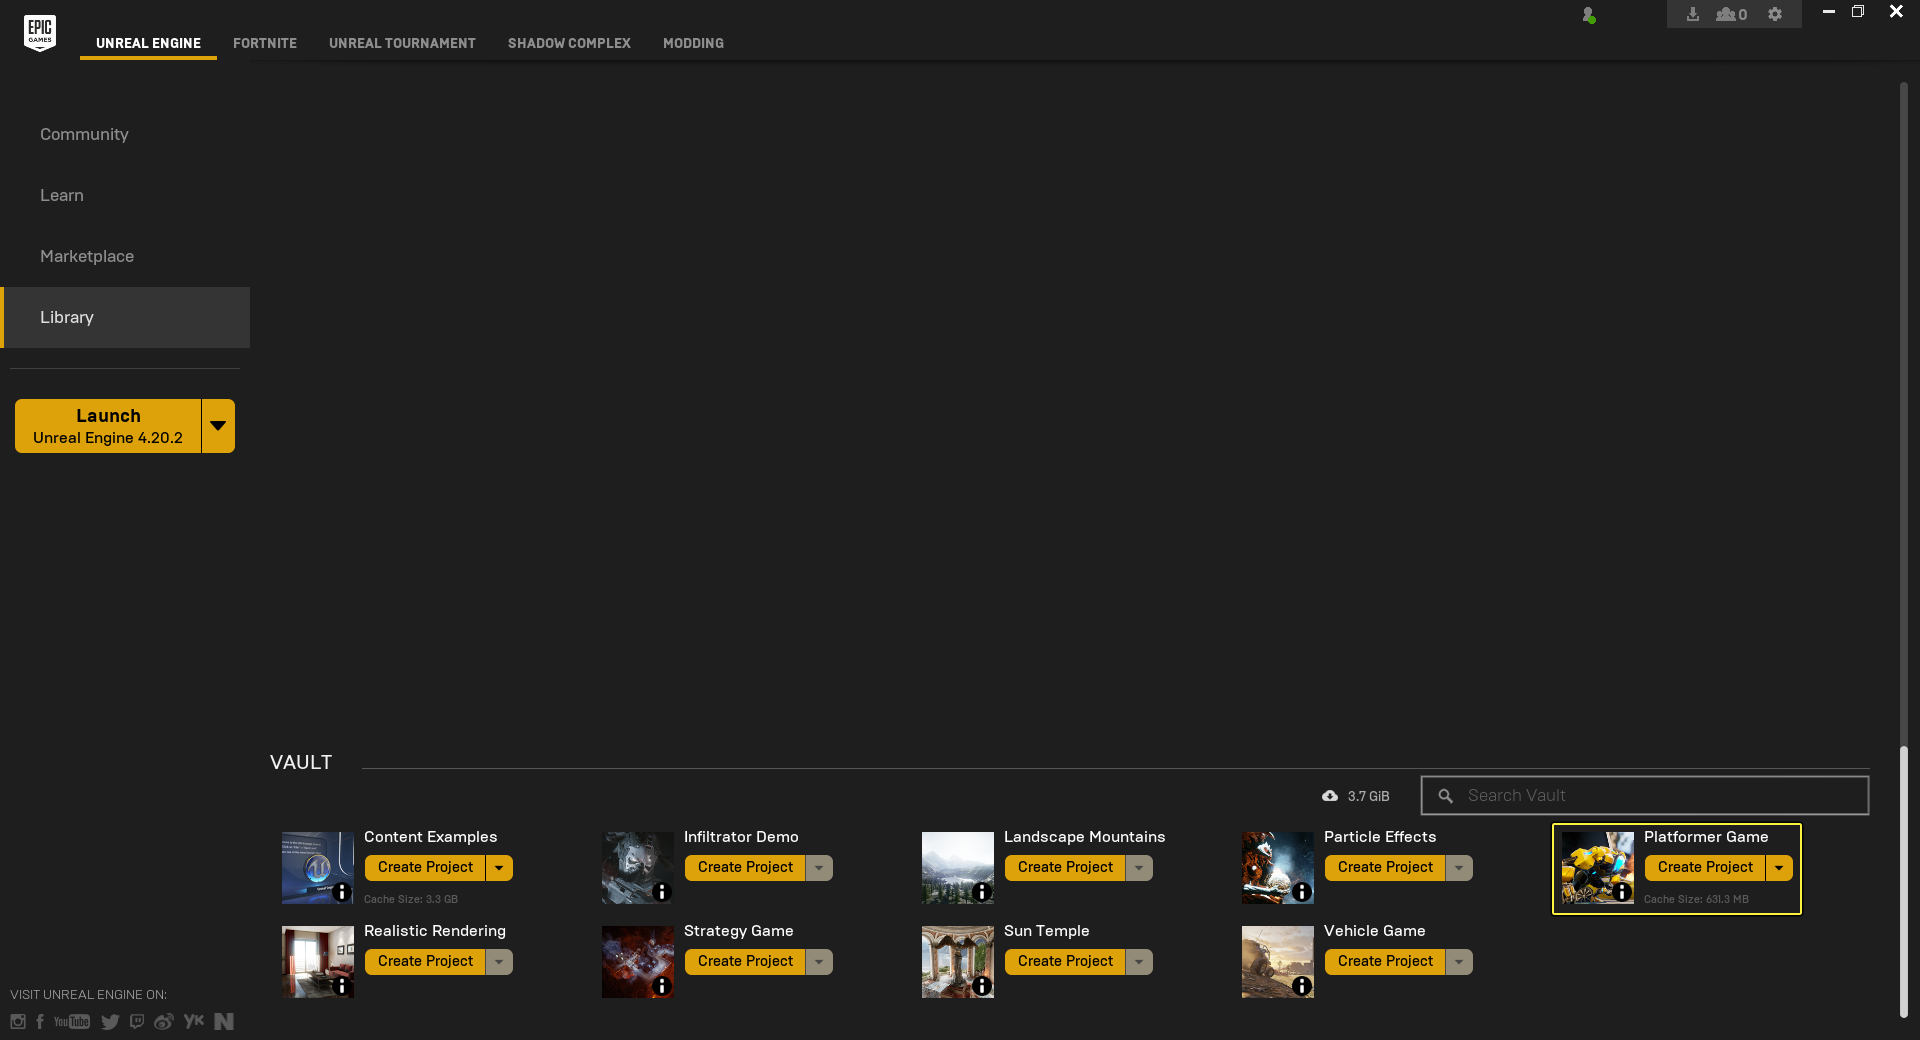 EPIC
GAMES
UNREAL ENGINE
FORTNITE
UNREAL TOURNAMENT
SHADOW COMPLEX
MODDING
0
Community
Learn
Marketplace
Library
Launch
Unreal Engine 4.20.2
VAULT
3.7 GiB
Search Vault
Content Examples
Create Project
Cache Size: 3.3 GB
Infiltrator Demo
Create Project
Landscape Mountains
Create Project
Particle Effects
Create Project
Platformer Game
Create Project
Cache Size: 631.3 MB
Realistic Rendering
Create Project
Strategy Game
Create Project
Sun Temple
Create Project
Vehicle Game
Create Project
VISIT UNREAL ENGINE ON:
YouTube